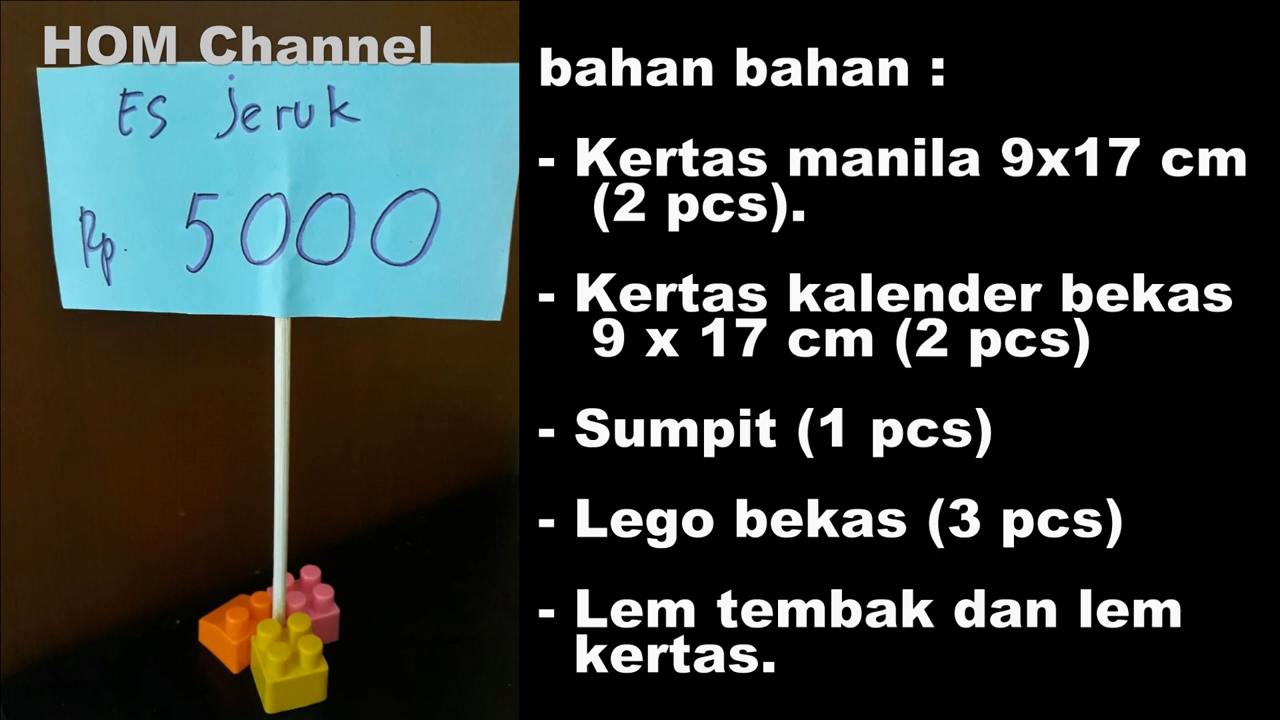 HOM Channel
Es jeruk
Rp. 5000
bahan bahan :
- Kertas manila 9x17 cm
(2 pcs).
- Kertas kalender bekas
9 x 17 cm (2 pcs)
- Sumpit (1 pcs)
- Lego bekas (3 pcs)
- Lem tembak dan lem
kertas.